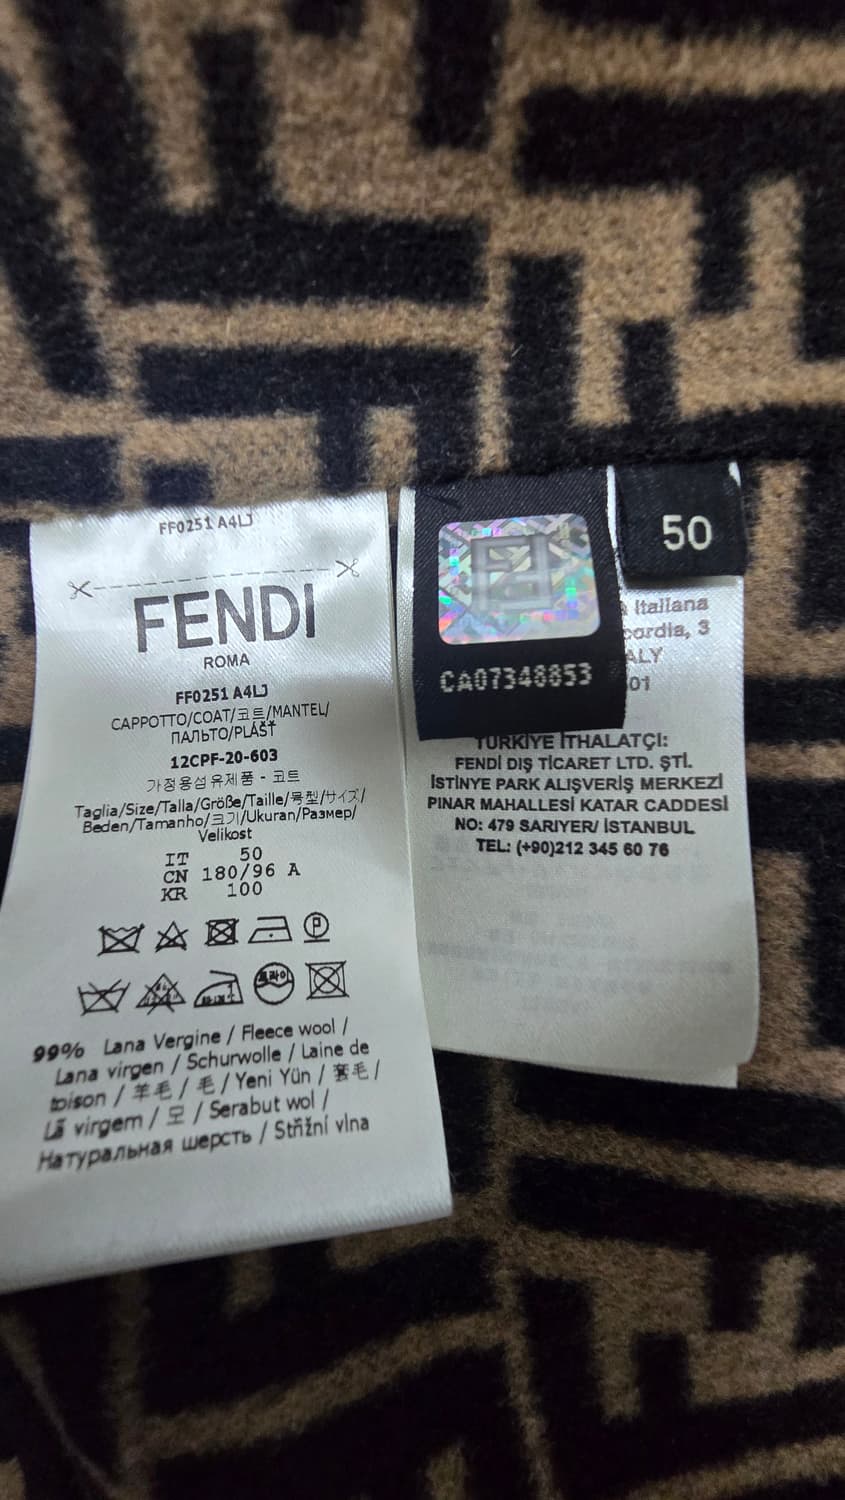 FF0251 A4LJ
FENDI
ROMA
FF0251 A4LJ
CAPPOTTO/COAT/코트/MANTEL/
ПАЛЬТО/PLÁŠŤ
12CPF-20-603
가정용섬유제품 - 코트
Taglia/Size/Talla/Größe/Taille/号型/サイズ/
Beden/Tamanho/크기/Ukuran/Размер/
Velikost
IT 50
CN 180/96 A
KR 100
드라이
99% Lana Vergine / Fleece wool /
Lana virgen / Schurwolle / Laine de
toison / 羊毛 / 毛 / Yeni Yün / 套毛 /
Lã virgem / 모 / Serabut wol /
Натуральная шерсть / Střižní vlna
CA07348853
50
Italiana
cordia, 3
ALY
01
TÜRKİYE İTHALATÇI:
FENDİ DIŞ TİCARET LTD. ŞTİ.
İSTİNYE PARK ALIŞVERİŞ MERKEZİ
PINAR MAHALLESİ KATAR CADDESİ
NO: 479 SARIYER/ İSTANBUL
TEL: (+90)212 345 60 76